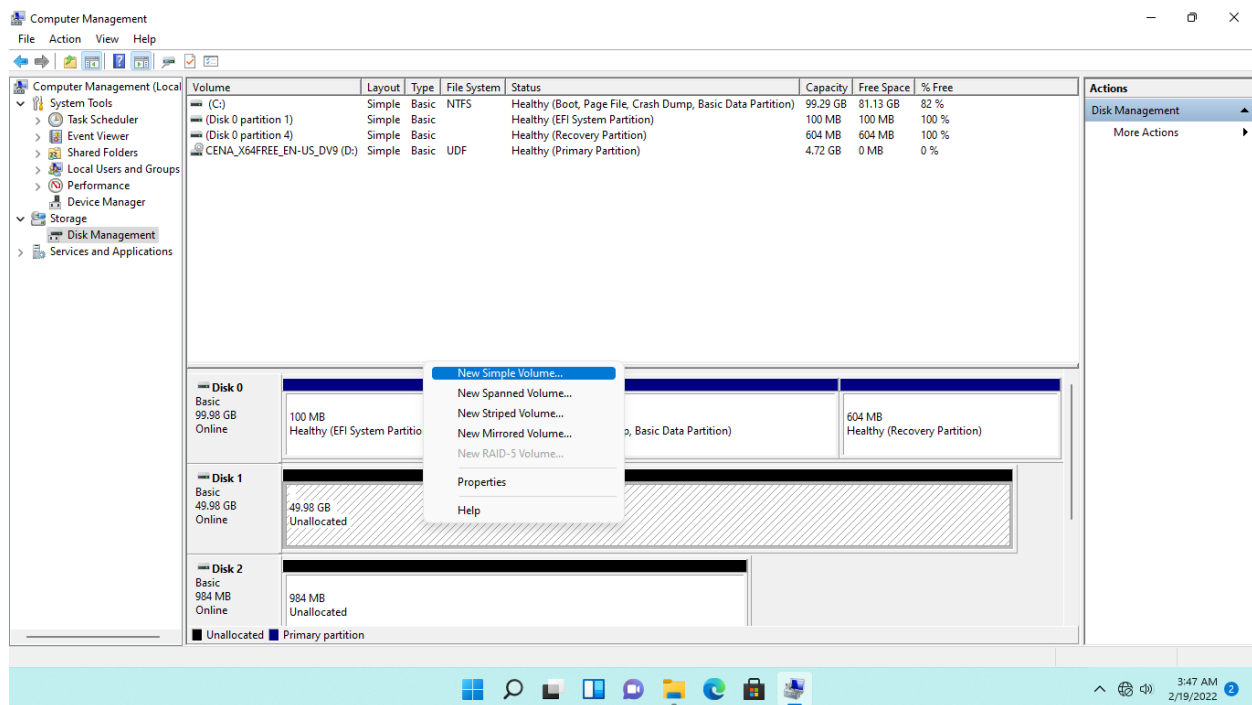 Computer Management
File Action View Help
Computer Management (Local
System Tools
Task Scheduler
Event Viewer
Shared Folders
Local Users and Groups
Performance
Device Manager
Storage
Disk Management
Services and Applications
Volume Layout Type File System Status Capacity Free Space % Free
(C:) Simple Basic NTFS Healthy (Boot, Page File, Crash Dump, Basic Data Partition) 99.29 GB 81.13 GB 82 %
(Disk 0 partition 1) Simple Basic Healthy (EFI System Partition) 100 MB 100 MB 100 %
(Disk 0 partition 4) Simple Basic Healthy (Recovery Partition) 604 MB 604 MB 100 %
CENA_X64FREE_EN-US_DV9 (D:) Simple Basic UDF Healthy (Primary Partition) 4.72 GB 0 MB 0 %
Actions
Disk Management
More Actions
New Simple Volume...
New Spanned Volume...
New Striped Volume...
New Mirrored Volume...
New RAID-5 Volume...
Properties
Help
Disk 0
Basic
99.98 GB
Online
100 MB
Healthy (EFI System Partitio
, Basic Data Partition)
604 MB
Healthy (Recovery Partition)
Disk 1
Basic
49.98 GB
Online
49.98 GB
Unallocated
Disk 2
Basic
984 MB
Online
984 MB
Unallocated
Unallocated Primary partition
3:47 AM
2/19/2022
2